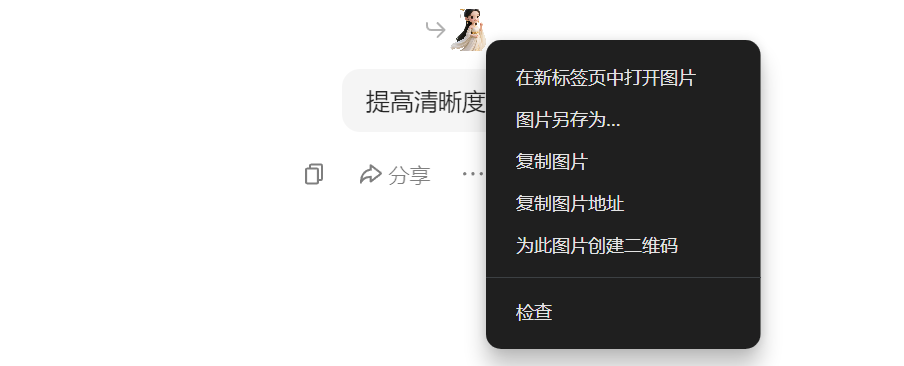 提高清晰度
分享
在新标签页中打开图片
图片另存为...
复制图片
复制图片地址
为此图片创建二维码
检查